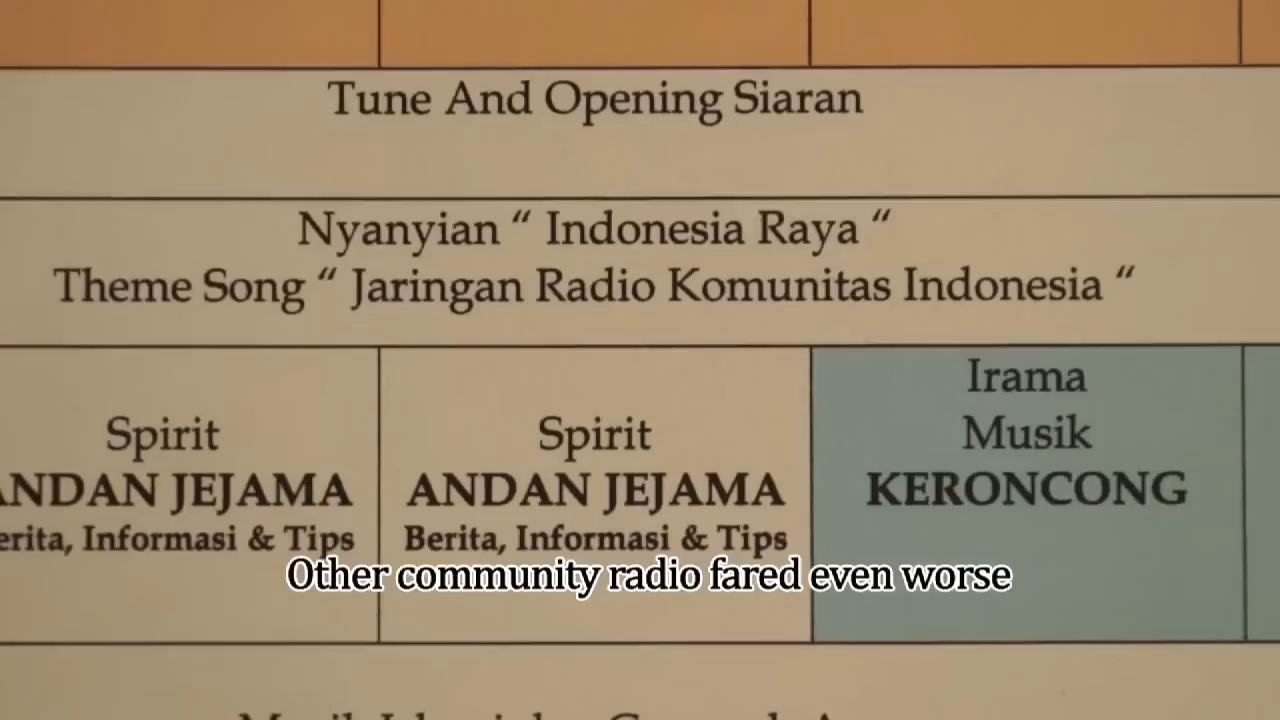 Tune And Opening Siaran
Nyanyian “ Indonesia Raya “
Theme Song “ Jaringan Radio Komunitas Indonesia “
Spirit
ANDAN JEJAMA
Berita, Informasi & Tips
Spirit
ANDAN JEJAMA
Berita, Informasi & Tips
Irama
Musik
KERONCONG
Other community radio fared even worse